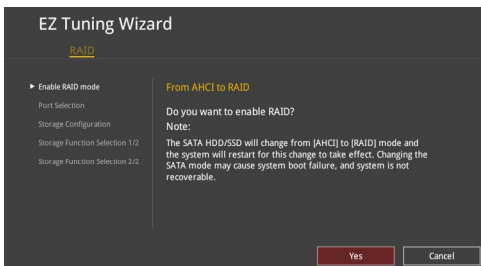 EZ Tuning Wizard
RAID
Enable RAID mode
Port Selection
Storage Configuration
Storage Function Selection 1/2
Storage Function Selection 2/2
From AHCI to RAID
Do you want to enable RAID?
Note:
The SATA HDD/SSD will change from [AHCI] to [RAID] mode and
the system will restart for this change to take effect. Changing the
SATA mode may cause system boot failure, and system is not
recoverable.
Yes
Cancel